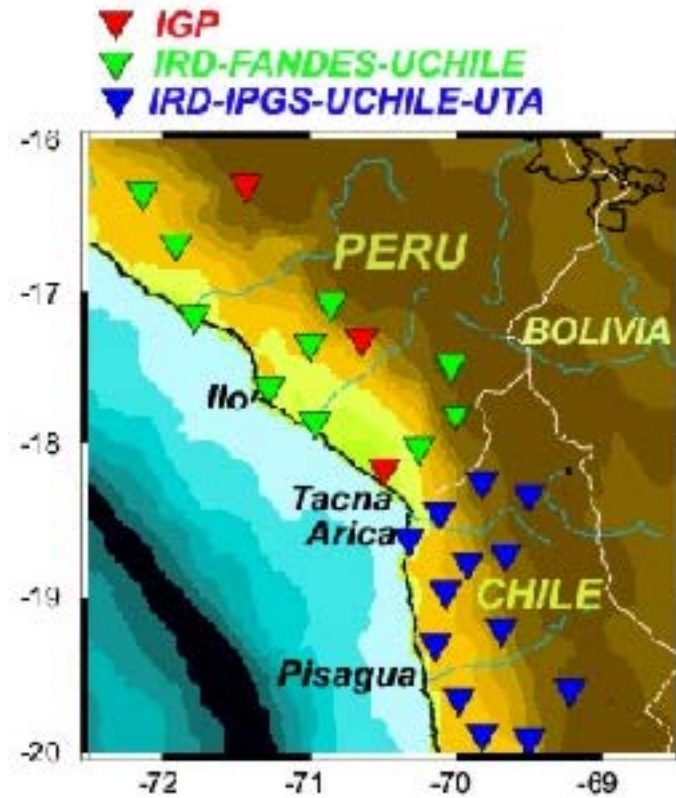 IGP
IRD-FANDES-UCHILE
IRD-IPGS-UCHILE-UTA
-16
PERU
-17
BOLIVIA
Ilo
-18
Tacna
Arica
-19
CHILE
Pisagua
-20
-72 -71 -70 -69